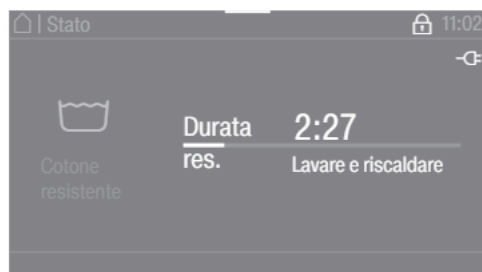 | Stato
11:02
Durata 2:27
res. Lavare e riscaldare
Cotone
resistente